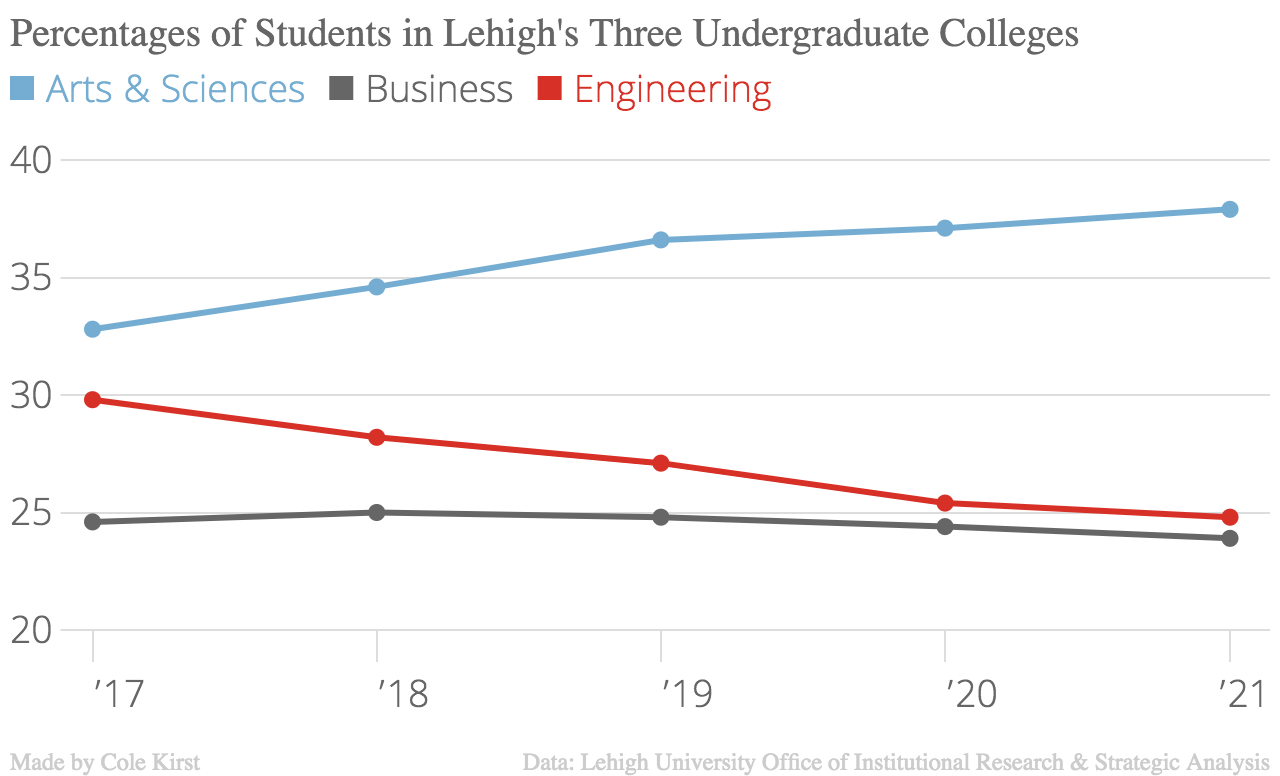 Percentages of Students in Lehigh's Three Undergraduate Colleges
Arts & Sciences Business Engineering
40
35
30
25
20
’17 ’18 ’19 ’20 ’21
Made by Cole Kirst Data: Lehigh University Office of Institutional Research & Strategic Analysis